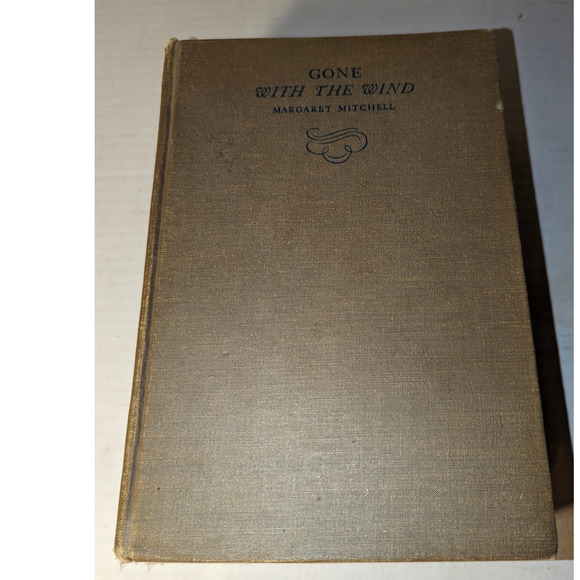 GONE
WITH THE WIND
MARGARET MITCHELL